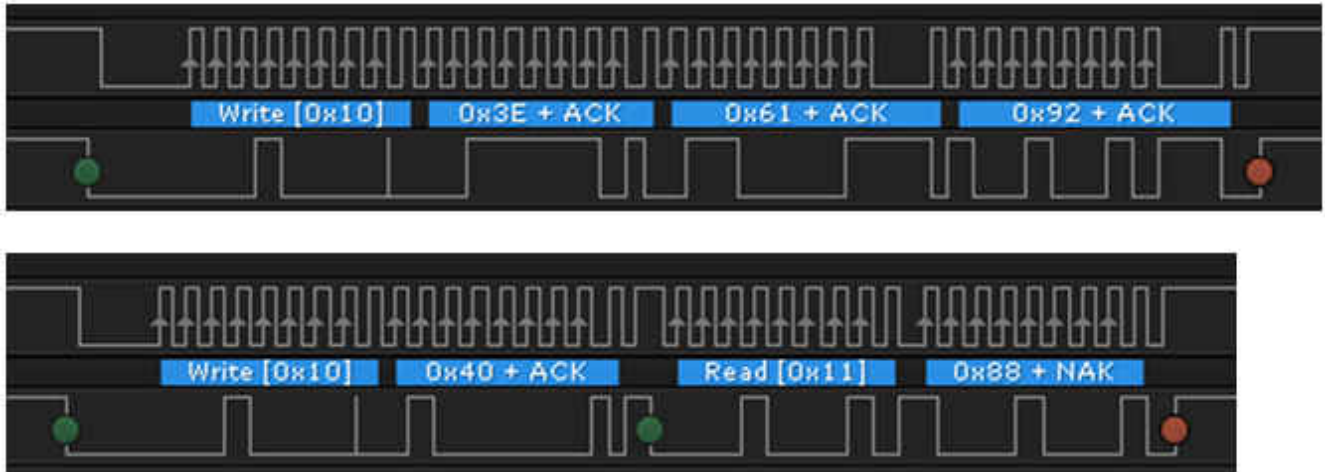 Write [0x10] 0x3E + ACK 0x61 + ACK 0x92 + ACK
Write [0x10] 0x40 + ACK Read [0x11] 0x88 + NAK